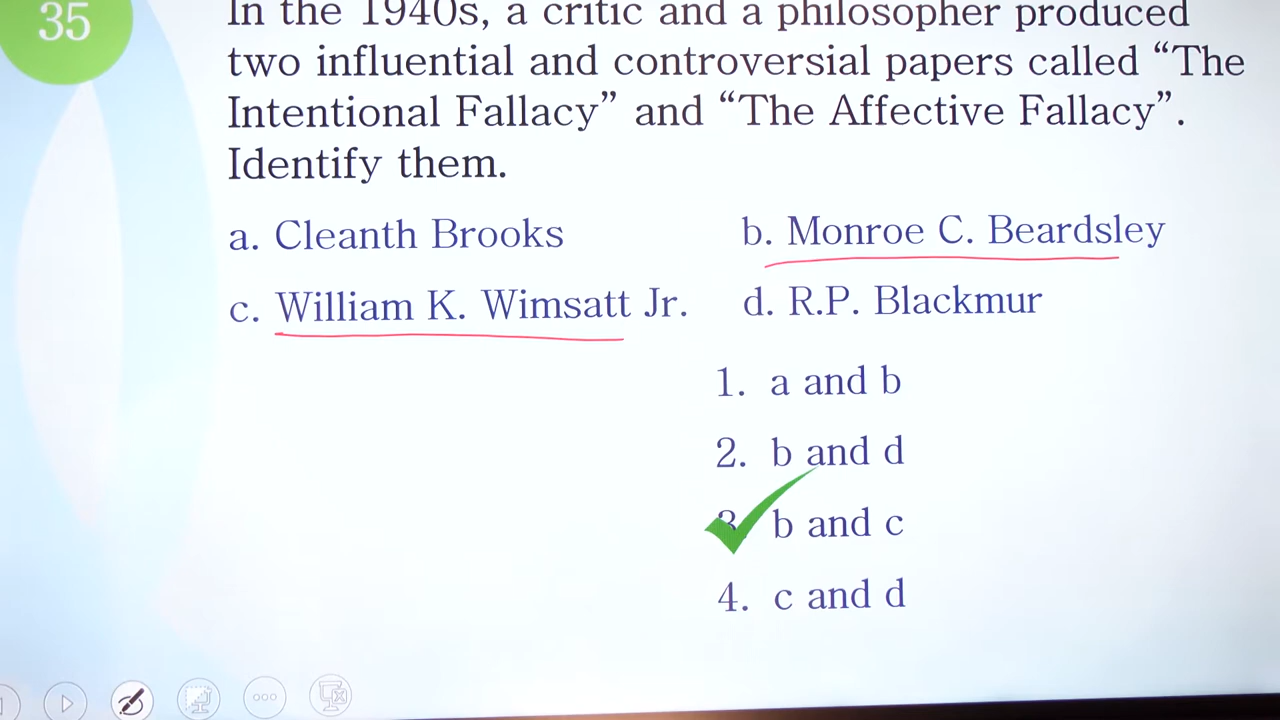 35
In the 1940s, a critic and a philosopher produced
two influential and controversial papers called “The
Intentional Fallacy” and “The Affective Fallacy”.
Identify them.
a. Cleanth Brooks b. Monroe C. Beardsley
c. William K. Wimsatt Jr. d. R.P. Blackmur
1. a and b
2. b and d
3. b and c
4. c and d